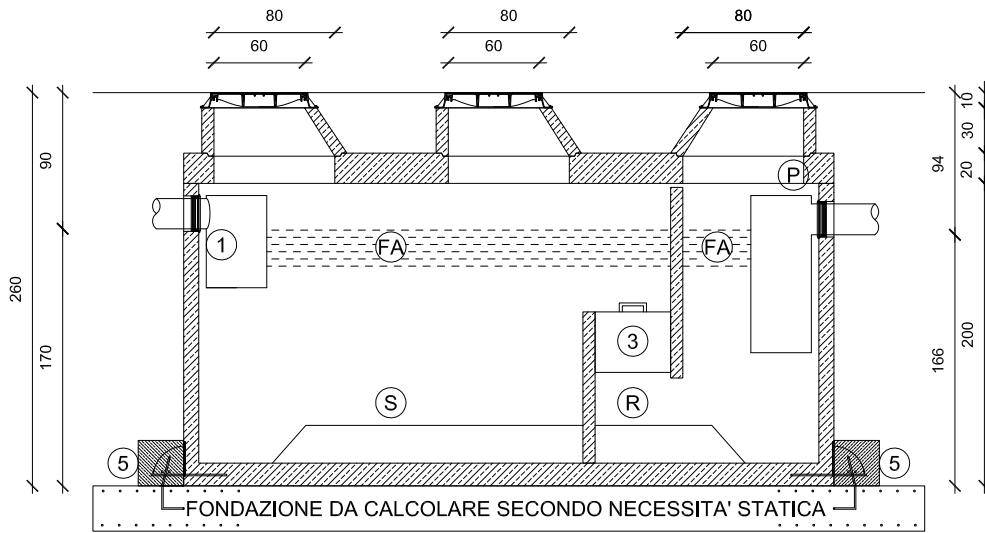 80 80 80
60 60 60
260
90
170
94
166
10
30
20
200
P
1 FA FA
3
S R
5 5
FONDAZIONE DA CALCOLARE SECONDO NECESSITA' STATICA